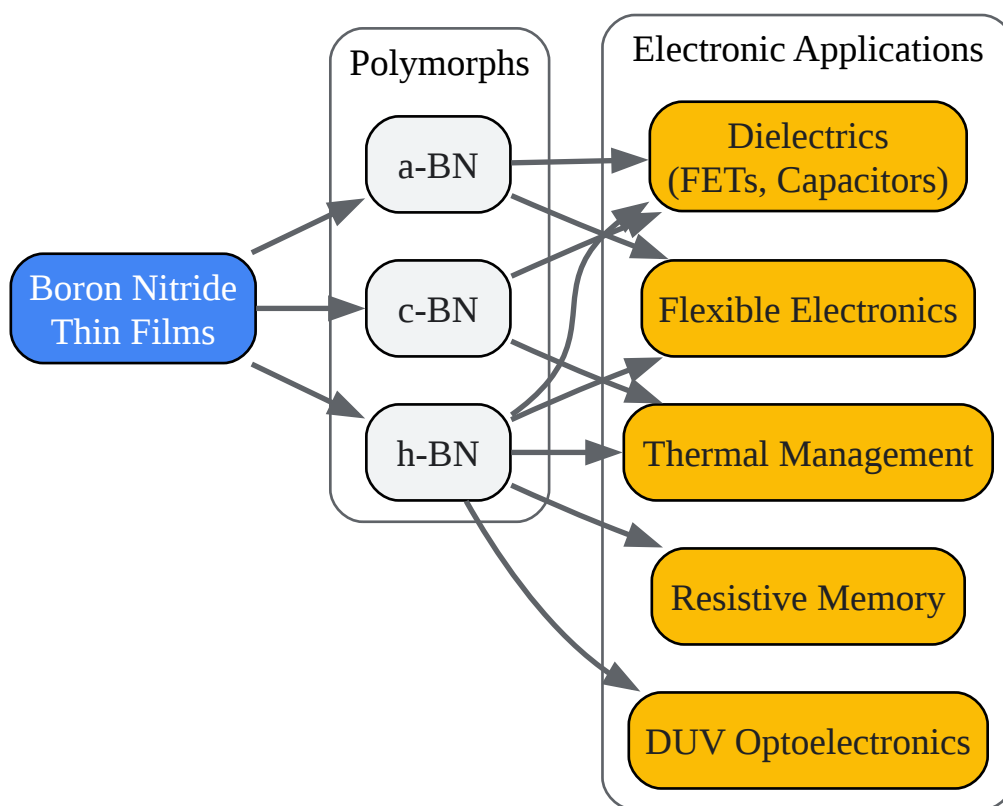 Boron Nitride
Thin Films
Polymorphs
a-BN
c-BN
h-BN
Electronic Applications
Dielectrics
(FETs, Capacitors)
Flexible Electronics
Thermal Management
Resistive Memory
DUV Optoelectronics